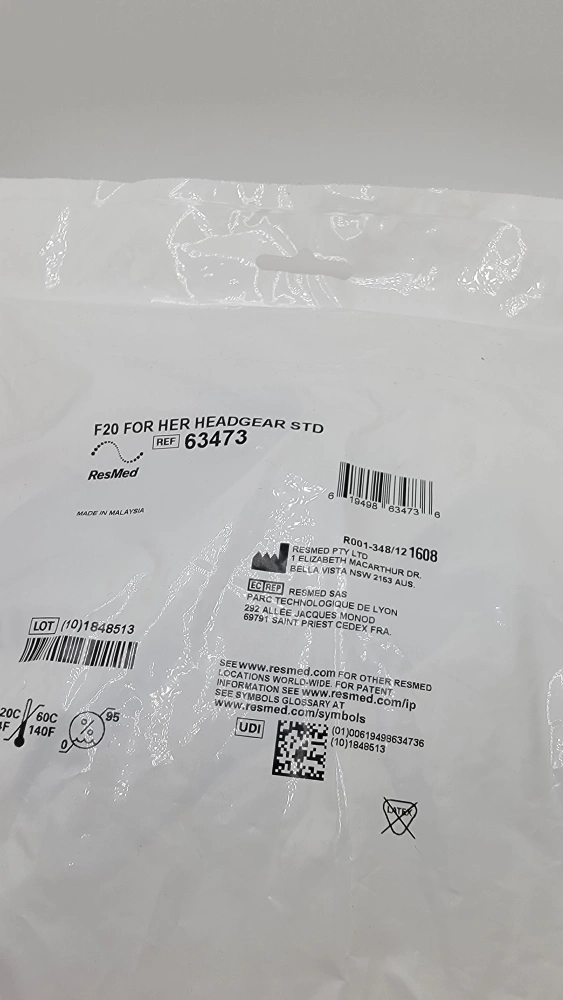 F20 FOR HER HEADGEAR STD
REF 63473
ResMed
MADE IN MALAYSIA
6 19498 63473 6
R001-348/12 1608
RESMED PTY LTD
1 ELIZABETH MACARTHUR DR.
BELLA VISTA NSW 2153 AUS.
EC REP RESMED SAS
PARC TECHNOLOGIQUE DE LYON
292 ALLÉE JACQUES MONOD
69791 SAINT PRIEST CEDEX FRA.
LOT (10)1848513
SEE www.resmed.com FOR OTHER RESMED
LOCATIONS WORLD-WIDE. FOR PATENT
INFORMATION SEE www.resmed.com/ip
SEE SYMBOLS GLOSSARY AT
www.resmed.com/symbols
20C 60C
140F
95
%
0
UDI (01)00619498634736
(10)1848513
LATEX